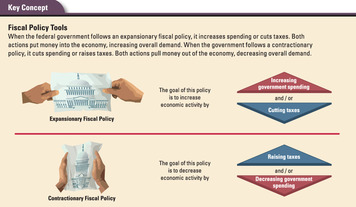 Key Concept
Fiscal Policy Tools
When the federal government follows an expansionary fiscal policy, it increases spending or cuts taxes. Both
actions put money into the economy, increasing overall demand. When the government follows a contractionary
policy, it cuts spending or raises taxes. Both actions pull money out of the economy, decreasing overall demand.
The goal of this policy
is to increase
economic activity by
Increasing
government spending
and / or
Cutting taxes
Expansionary Fiscal Policy
The goal of this policy
is to decrease
economic activity by
Raising taxes
and / or
Decreasing government
spending
Contractionary Fiscal Policy